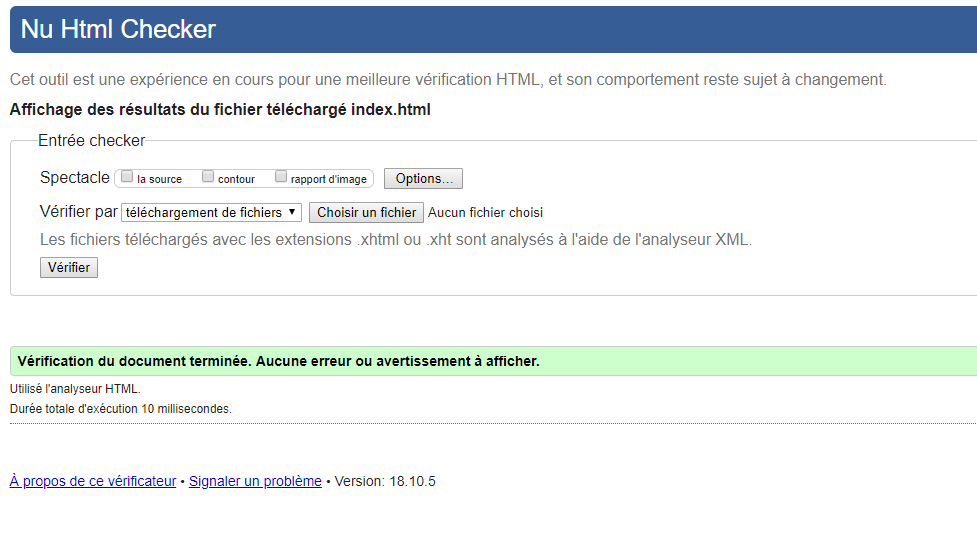 Nu Html Checker
Cet outil est une expérience en cours pour une meilleure vérification HTML, et son comportement reste sujet à changement.
Affichage des résultats du fichier téléchargé index.html
Entrée checker
Spectacle la source contour rapport d'image Options...
Vérifier par téléchargement de fichiers Choisir un fichier Aucun fichier choisi
Les fichiers téléchargés avec les extensions .xhtml ou .xht sont analysés à l'aide de l'analyseur XML.
Vérifier
Vérification du document terminée. Aucune erreur ou avertissement à afficher.
Utilisé l'analyseur HTML.
Durée totale d'exécution 10 millisecondes.
À propos de ce vérificateur • Signaler un problème • Version: 18.10.5